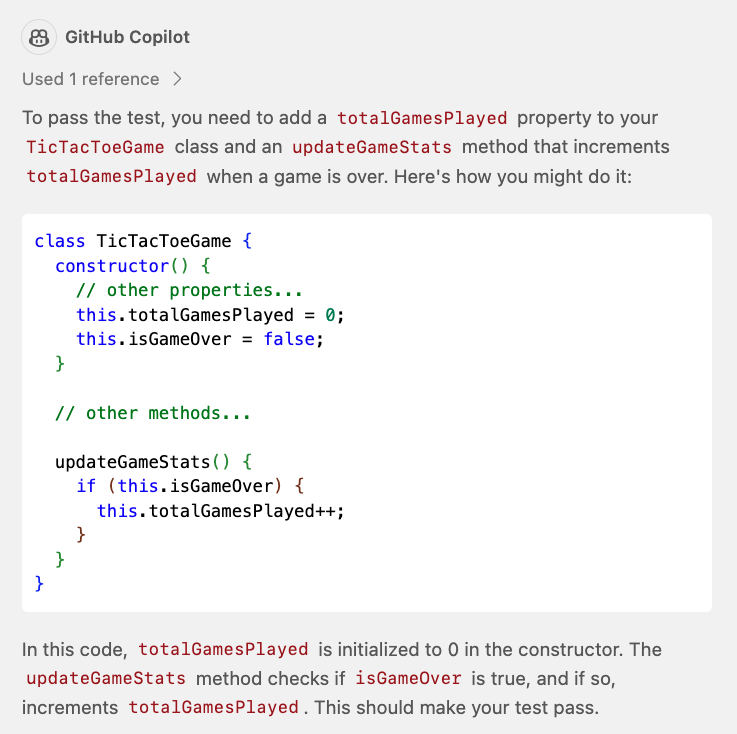 GitHub Copilot
Used 1 reference >
To pass the test, you need to add a totalGamesPlayed property to your
TicTacToeGame class and an updateGameStats method that increments
totalGamesPlayed when a game is over. Here's how you might do it:
class TicTacToeGame {
  constructor() {
    // other properties...
    this.totalGamesPlayed = 0;
    this.isGameOver = false;
  }
  // other methods...
  updateGameStats() {
    if (this.isGameOver) {
      this.totalGamesPlayed++;
    }
  }
}
In this code, totalGamesPlayed is initialized to 0 in the constructor. The
updateGameStats method checks if isGameOver is true, and if so,
increments totalGamesPlayed. This should make your test pass.